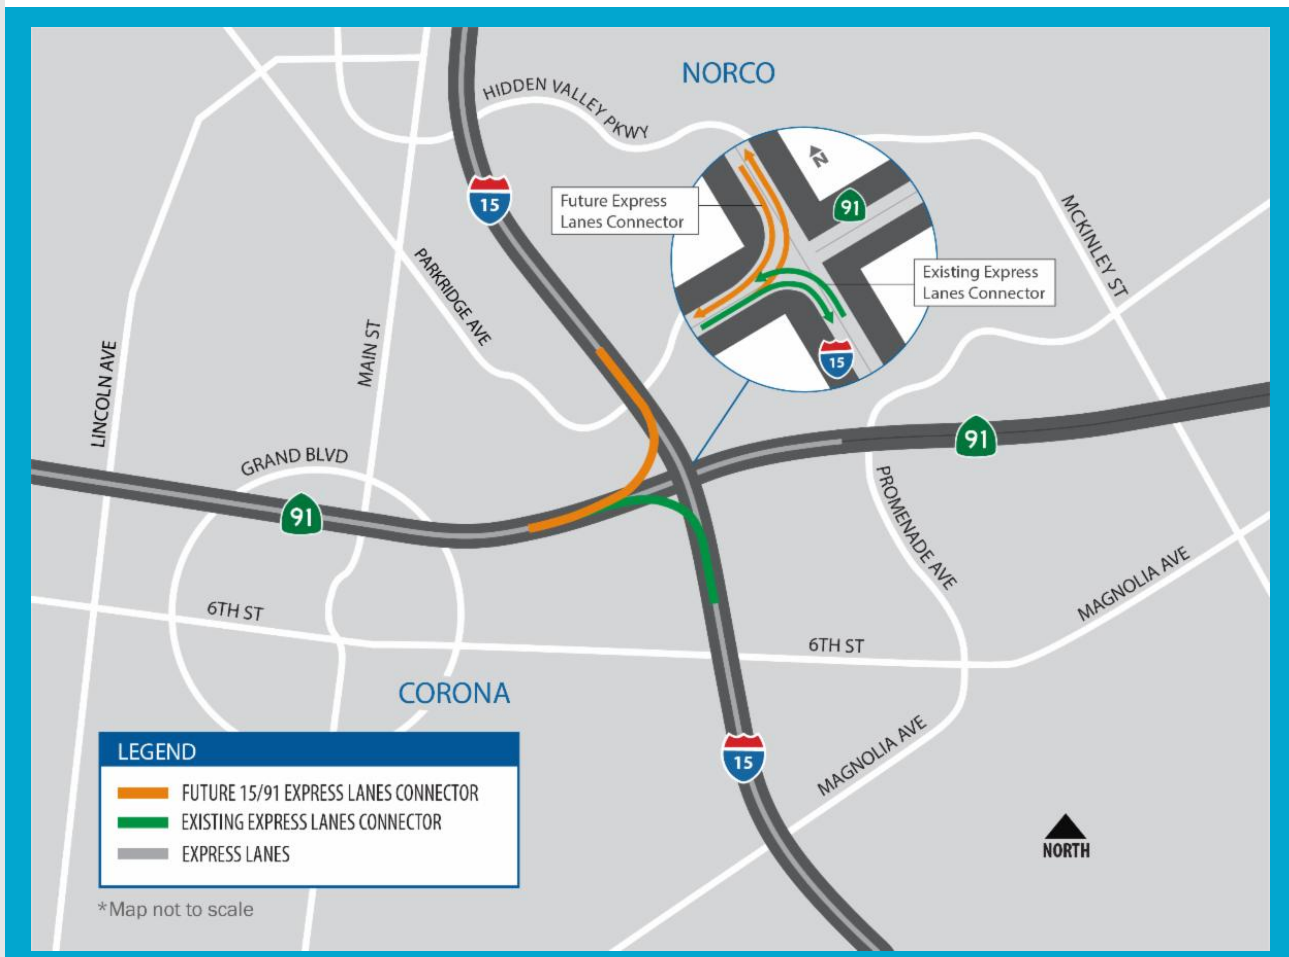 NORCO
HIDDEN VALLEY PKWY
15
Future Express
Lanes Connector
N
91
MCKINLEY ST
PARKRIDGE AVE
Existing Express
Lanes Connector
15
MAIN ST
LINCOLN AVE
GRAND BLVD
91
91
PROMENADE AVE
MAGNOLIA AVE
6TH ST
6TH ST
CORONA
15
MAGNOLIA AVE
LEGEND
FUTURE 15/91 EXPRESS LANES CONNECTOR
EXISTING EXPRESS LANES CONNECTOR
EXPRESS LANES
NORTH
*Map not to scale